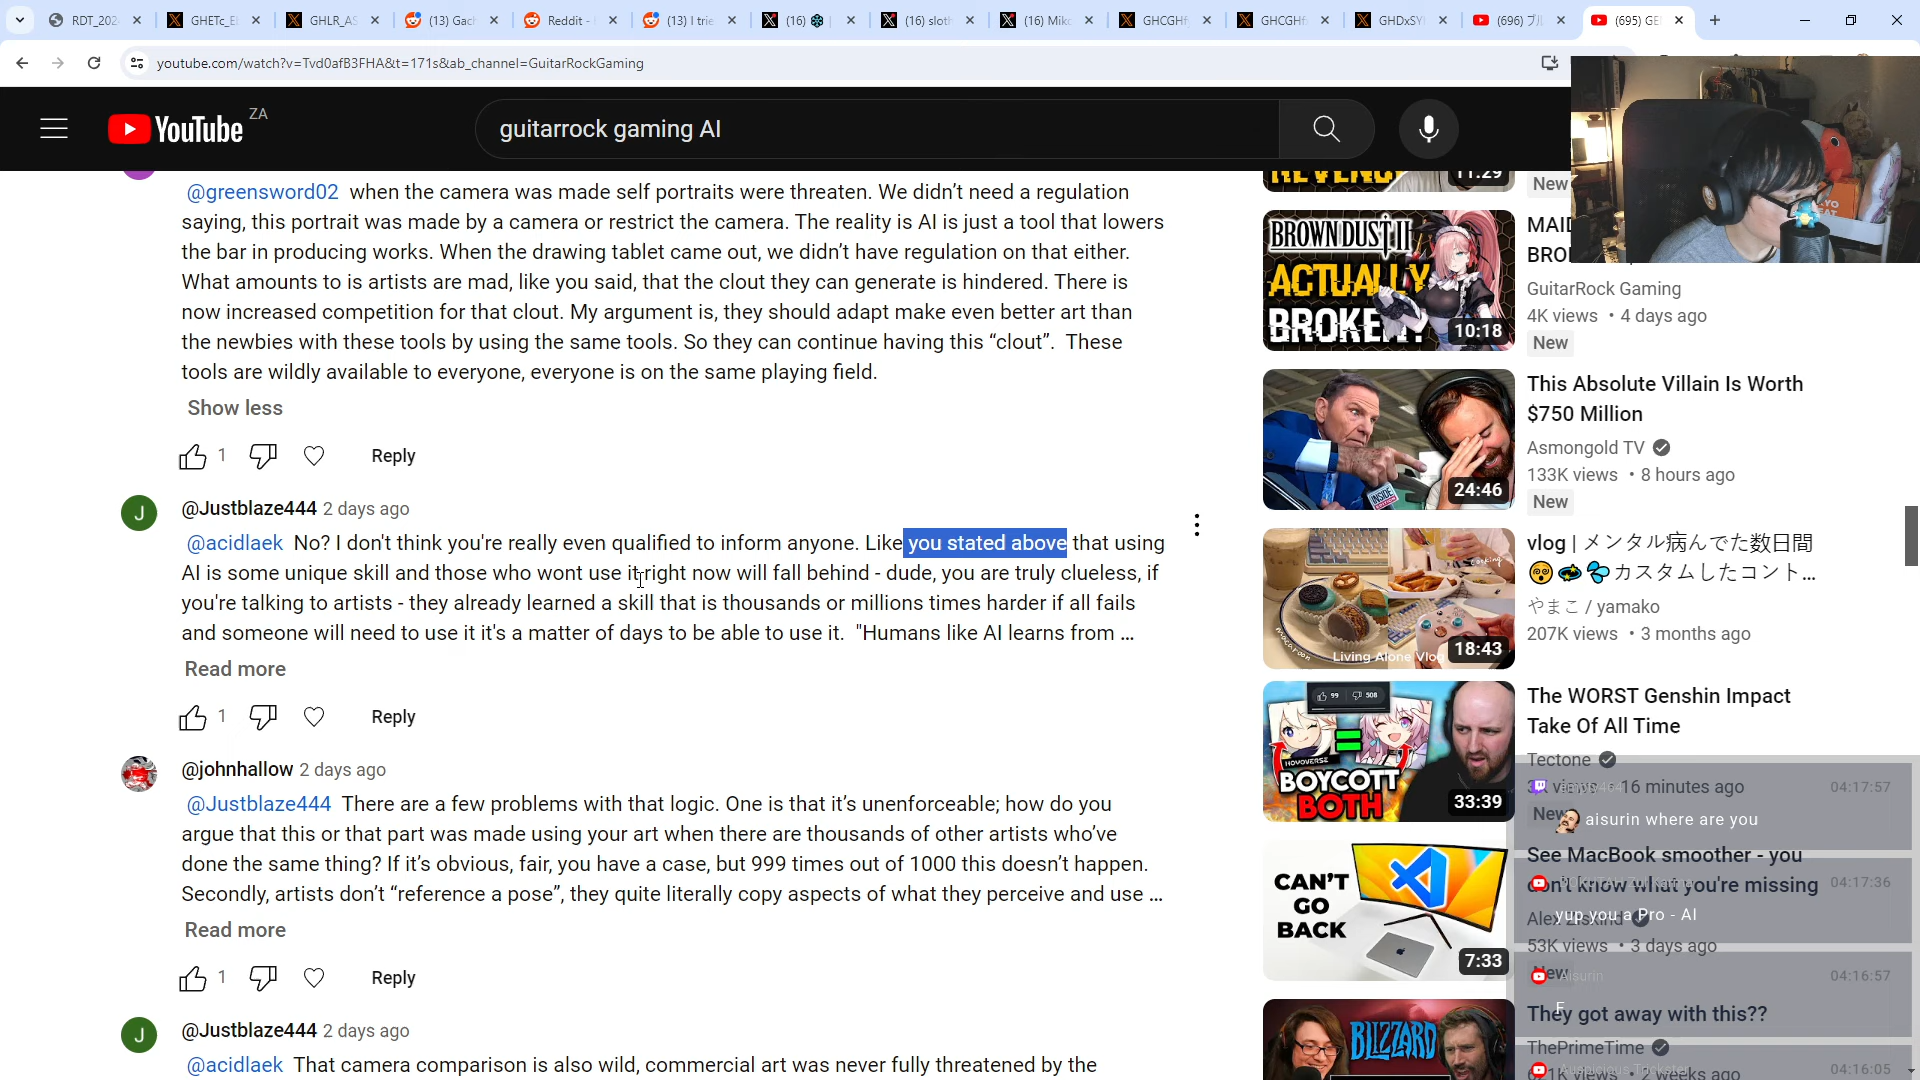 RDT_202
GHETc_E
GHLR_AS
(13) Gach
Reddit -
(13) I trie
(16)
(16) sloth
(16) Mik
GHCGHf
GHCGHf
GHDxSY
(696) ブル
(695) GE
youtube.com/watch?v=Tvd0afB3FHA&t=171s&ab_channel=GuitarRockGaming
YouTube ZA
guitarrock gaming AI
@greensword02 when the camera was made self portraits were threaten. We didn't need a regulation
saying, this portrait was made by a camera or restrict the camera. The reality is AI is just a tool that lowers
the bar in producing works. When the drawing tablet came out, we didn't have regulation on that either.
What amounts to is artists are mad, like you said, that the clout they can generate is hindered. There is
now increased competition for that clout. My argument is, they should adapt make even better art than
the newbies with these tools by using the same tools. So they can continue having this “clout”. These
tools are wildly available to everyone, everyone is on the same playing field.
Show less
1 Reply
J
@Justblaze444 2 days ago
@acidlaek No? I don't think you're really even qualified to inform anyone. Like you stated above that using
AI is some unique skill and those who wont use it right now will fall behind - dude, you are truly clueless, if
you're talking to artists - they already learned a skill that is thousands or millions times harder if all fails
and someone will need to use it it's a matter of days to be able to use it. "Humans like AI learns from ...
Read more
1 Reply
@johnhallow 2 days ago
@Justblaze444 There are a few problems with that logic. One is that it's unenforceable; how do you
argue that this or that part was made using your art when there are thousands of other artists who've
done the same thing? If it's obvious, fair, you have a case, but 999 times out of 1000 this doesn't happen.
Secondly, artists don't “reference a pose”, they quite literally copy aspects of what they perceive and use ...
Read more
1 Reply
J
@Justblaze444 2 days ago
@acidlaek That camera comparison is also wild, commercial art was never fully threatened by the
REVENG
11:29
New
BROWN DUST II
ACTUALLY
BROKEN?
10:18
MAID
BRO
GuitarRock Gaming
4K views • 4 days ago
New
INSIDE
24:46
This Absolute Villain Is Worth
$750 Million
Asmongold TV
133K views • 8 hours ago
New
cooking
macaroon
Living Alone Vlog
18:43
vlog | メンタル病んでた数日間
カスタムしたコント...
やまこ / yamako
207K views • 3 months ago
99 508
HOYOVERSE
BOYCOTT
BOTH
33:39
The WORST Genshin Impact
Take Of All Time
Tectone
views • 16 minutes ago
New
04:17:57
aisurin where are you
CAN'T
GO
BACK
7:33
See MacBook smoother - you
don't know what you're missing
04:17:36
yup you a Pro - AI
Alex Ziskind
53K views • 3 days ago
New
Aisurin
04:16:57
F
BLIZZARD
They got away with this??
ThePrimeTime
2 weeks ago
04:16:05